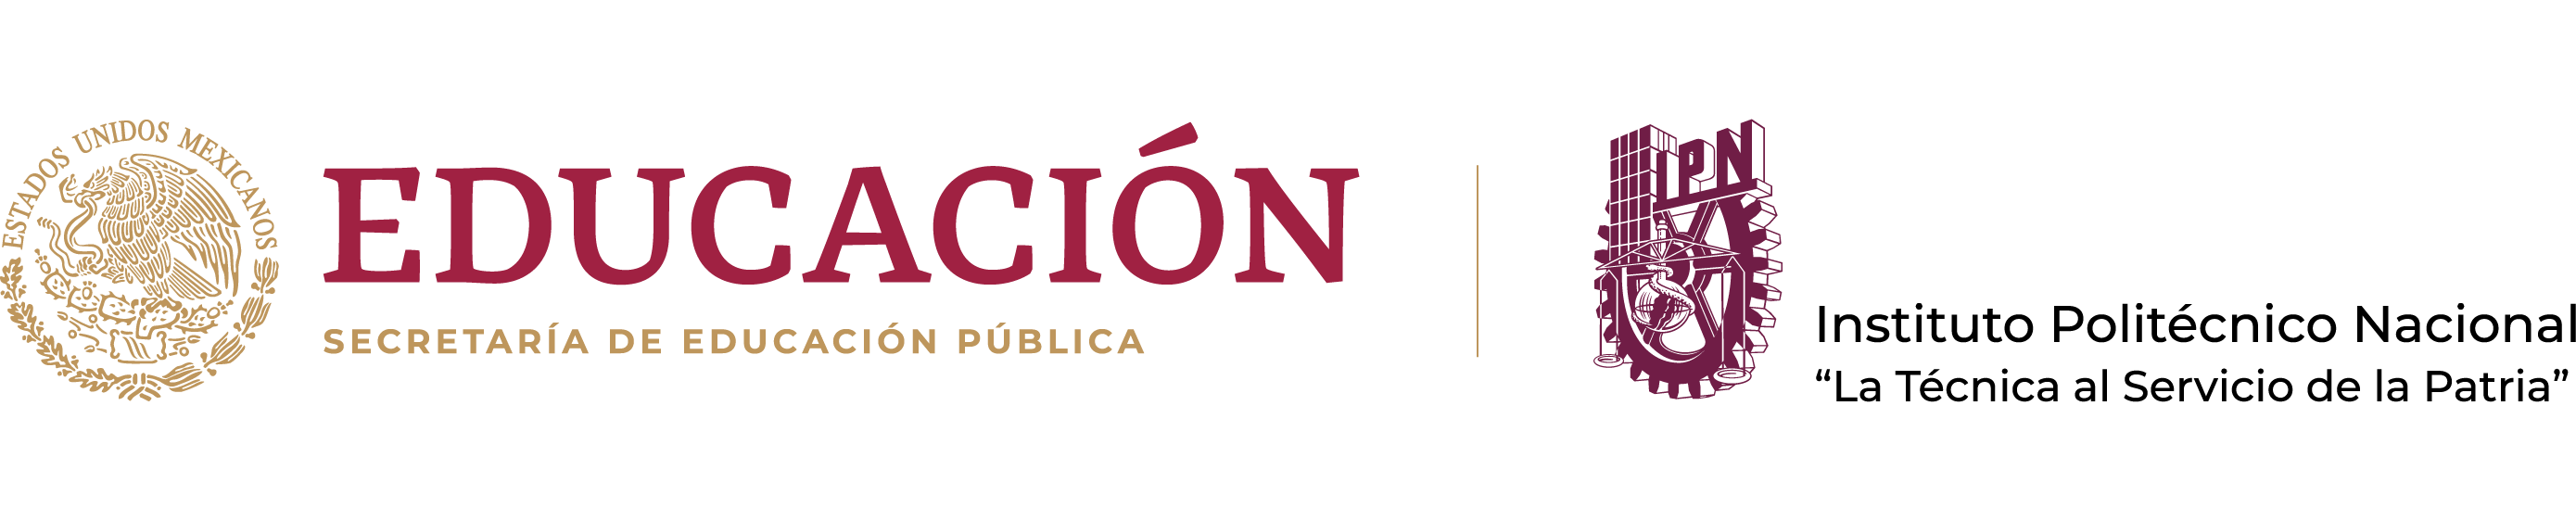 ESTADOS UNIDOS MEXICANOS
EDUCACIÓN
SECRETARÍA DE EDUCACIÓN PÚBLICA
IPN
Instituto Politécnico Nacional
“La Técnica al Servicio de la Patria”